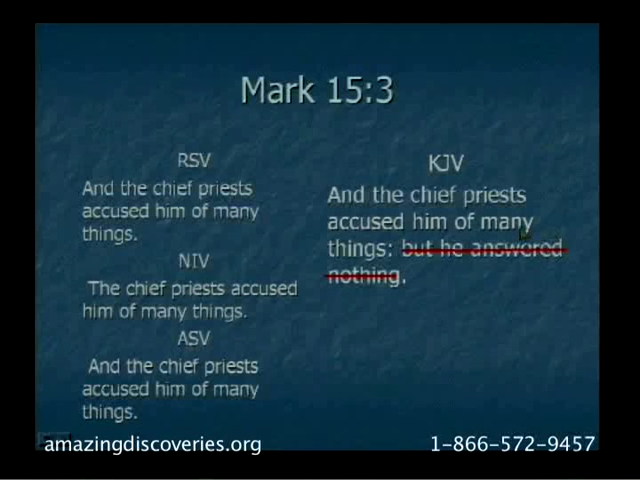 Mark 15:3
RSV
And the chief priests
accused him of many
things.
NIV
The chief priests accused
him of many things.
ASV
And the chief priests
accused him of many
things.
KJV
And the chief priests
accused him of many
things: but he answered
nothing.
amazingdiscoveries.org
1-866-572-9457